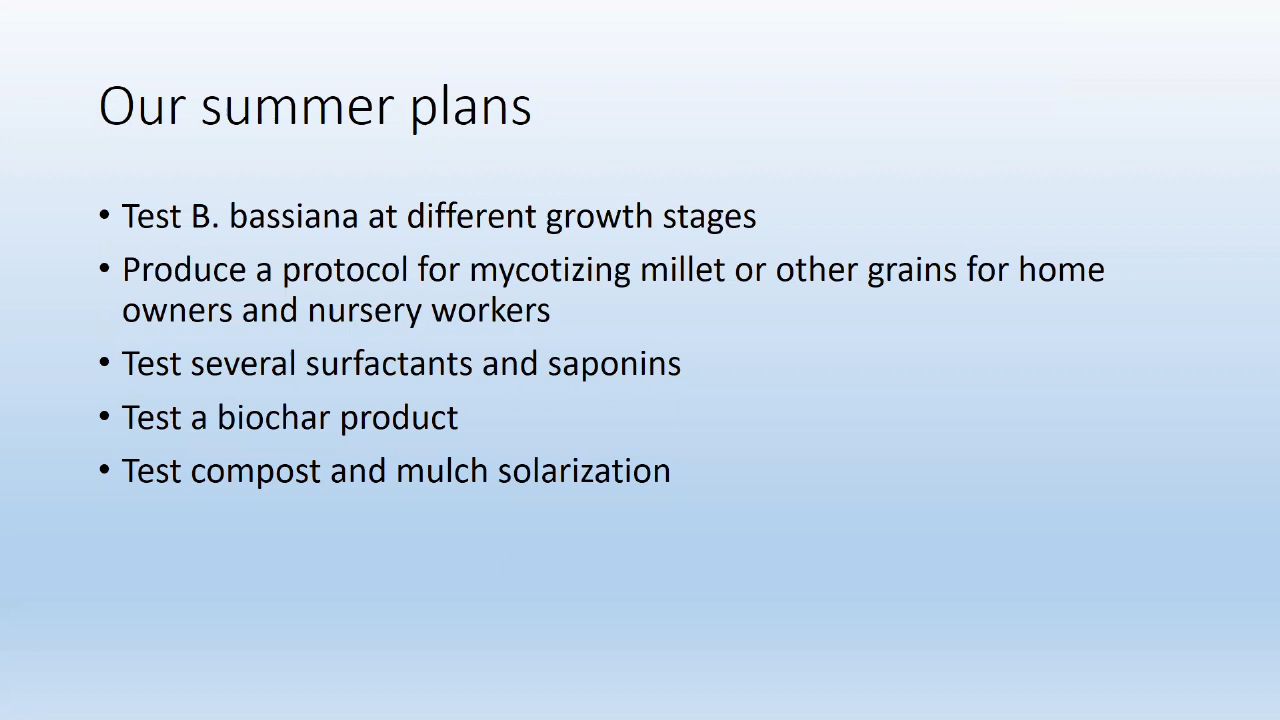 Our summer plans
• Test B. bassiana at different growth stages
• Produce a protocol for mycotizing millet or other grains for home
owners and nursery workers
• Test several surfactants and saponins
• Test a biochar product
• Test compost and mulch solarization